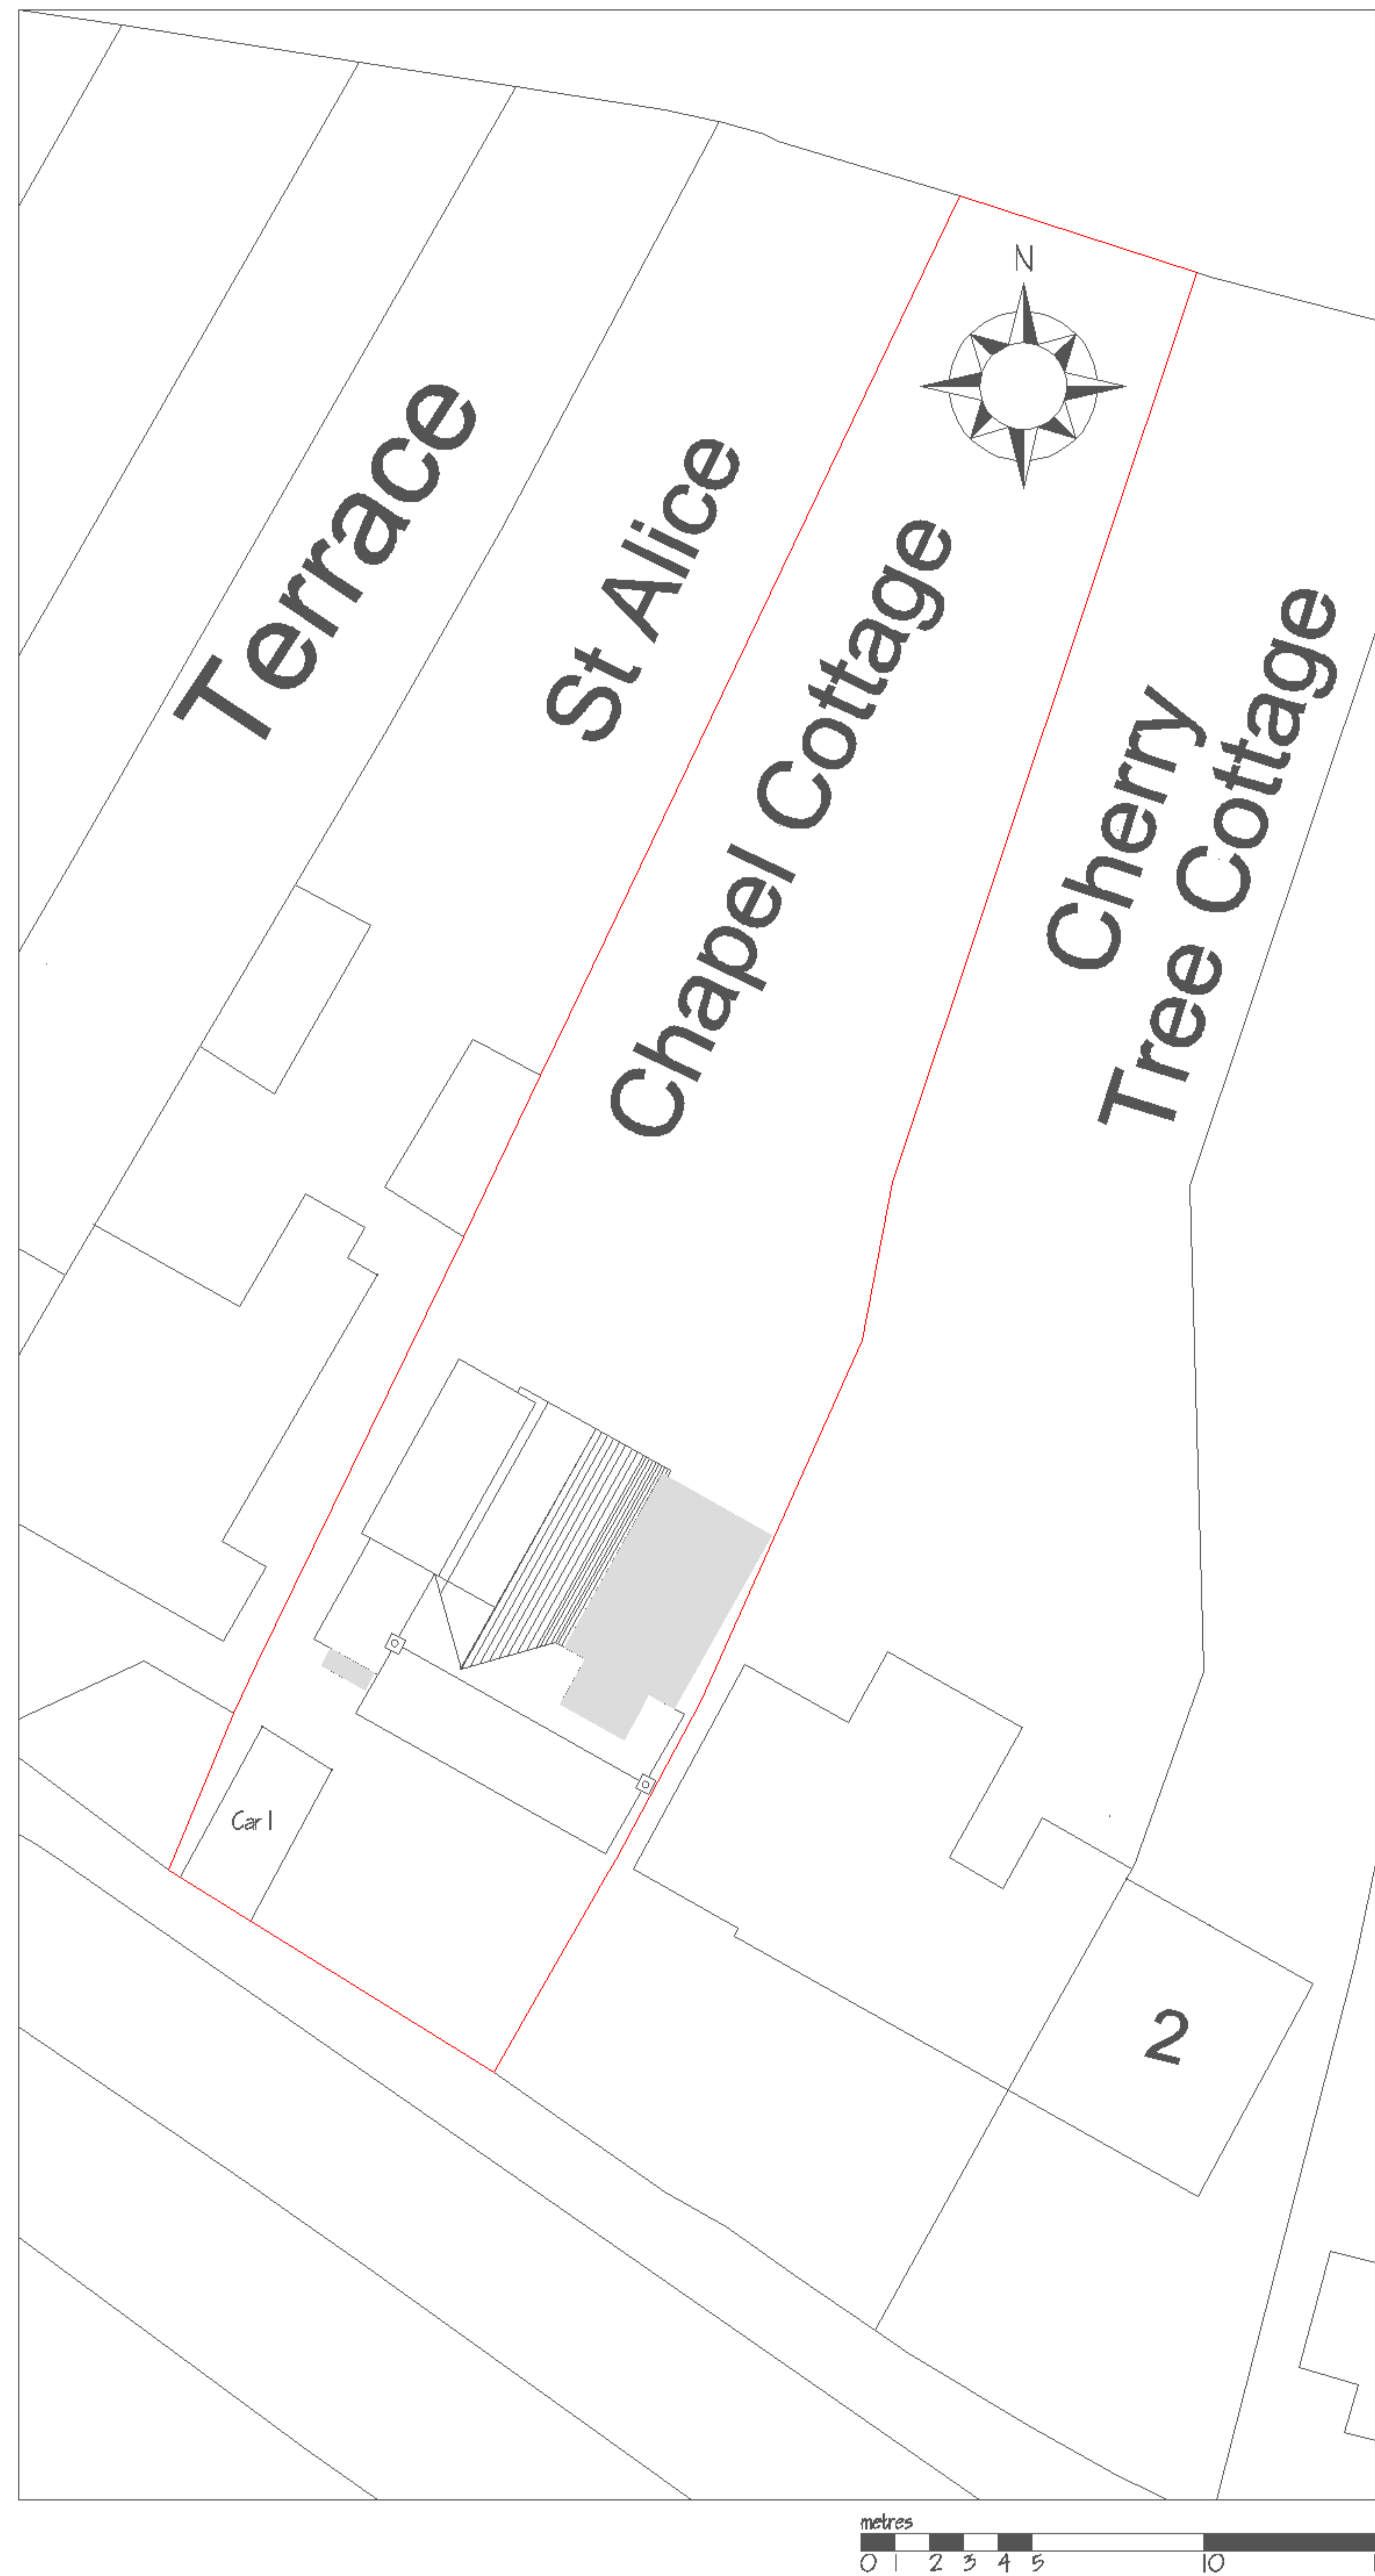 N
Terrace
St Alice
Chapel Cottage
Cherry
Tree Cottage
Car 1
2
metres
0 1 2 3 4 5 10